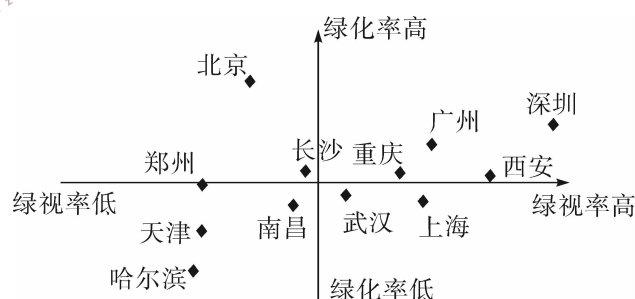 绿化率高
北京
深圳
广州
长沙
重庆
郑州
西安
绿视率低
绿视率高
天津
南昌
武汉
上海
哈尔滨
绿化率低